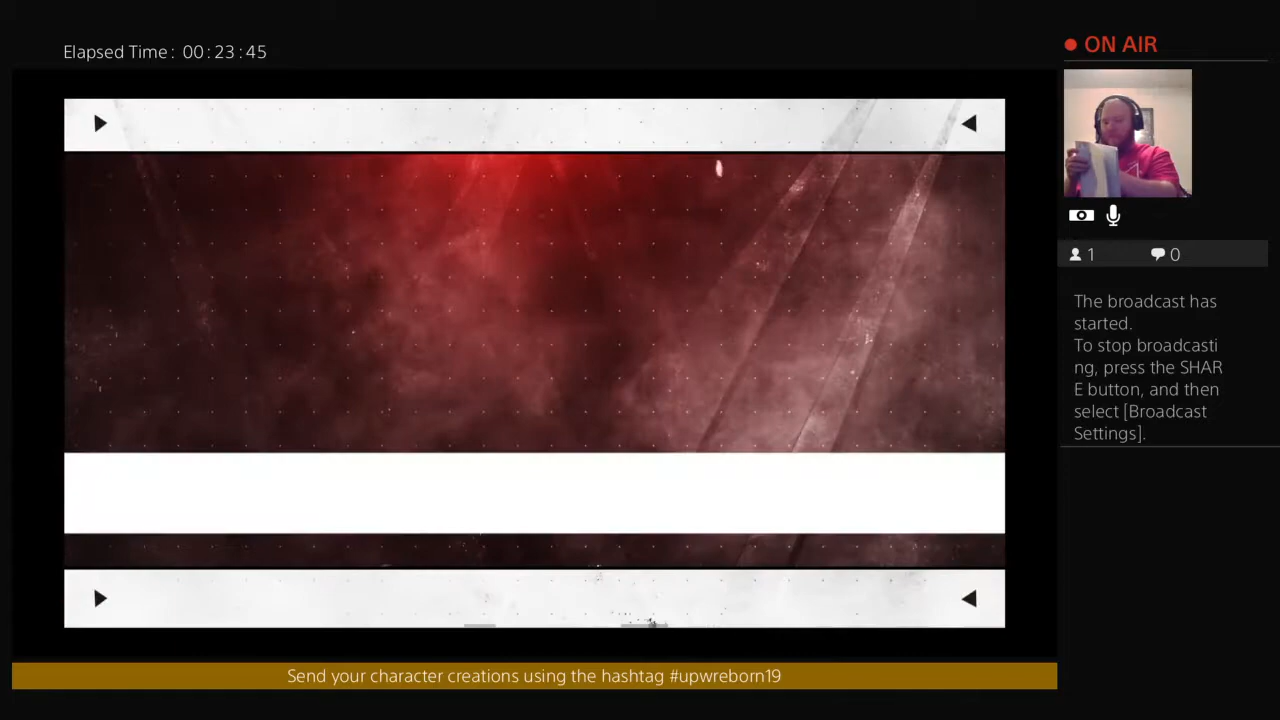 Elapsed Time: 00:23:45
ON AIR
1 0
The broadcast has
started.
To stop broadcasti
ng, press the SHAR
E button, and then
select [Broadcast
Settings].
Send your character creations using the hashtag #upwreborn19